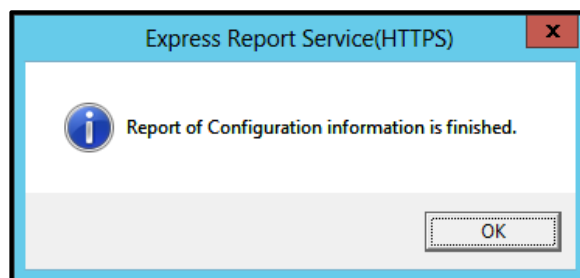 Express Report Service(HTTPS)
x
Report of Configuration information is finished.
OK